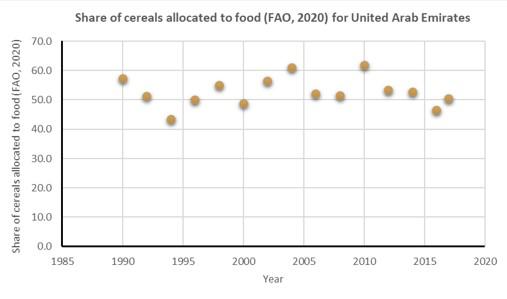 Share of cereals allocated to food (FAO, 2020) for United Arab Emirates
Share of cereals allocated to food (FAO, 2020)
70.0
60.0
50.0
40.0
30.0
20.0
10.0
0.0
1985 1990 1995 2000 2005 2010 2015 2020
Year